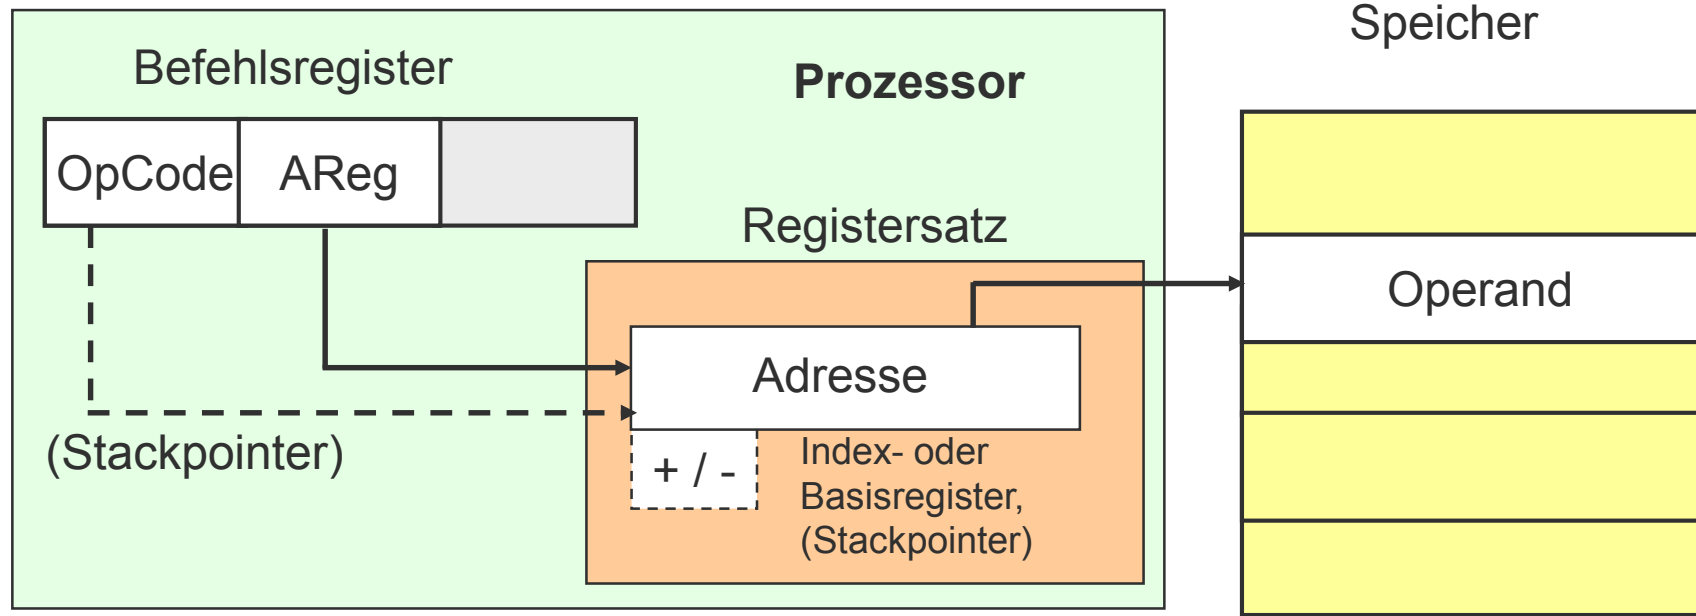 Speicher
Befehlsregister
Prozessor
OpCode
AReg
Registersatz
Operand
Adresse
(Stackpointer)
+ / -
Index- oder
Basisregister,
(Stackpointer)